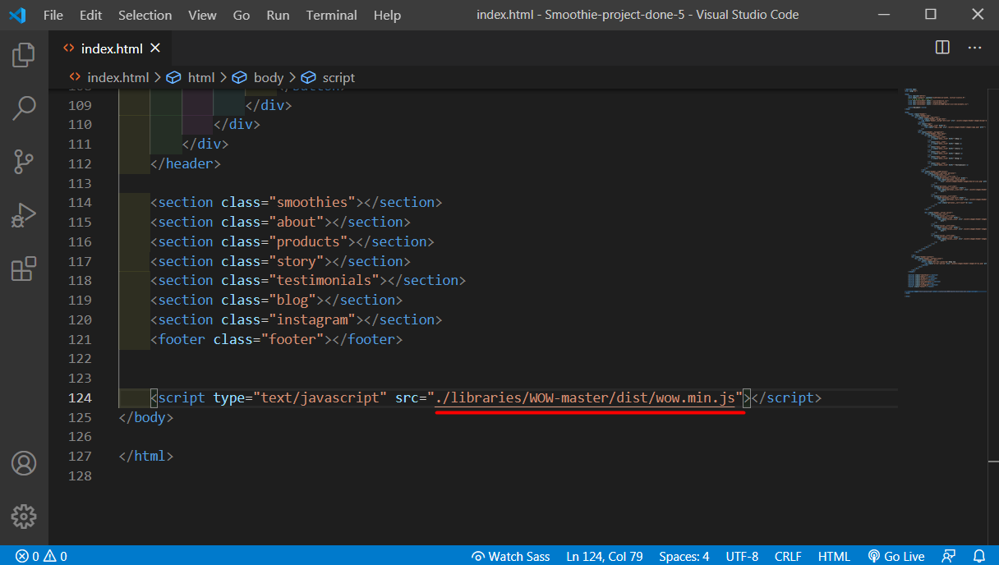 File Edit Selection View Go Run Terminal Help index.html - Smoothie-project-done-5 - Visual Studio Code
index.html
index.html > html > body > script
109 </div>
110 </div>
111 </div>
112 </header>
113
114 <section class="smoothies"></section>
115 <section class="about"></section>
116 <section class="products"></section>
117 <section class="story"></section>
118 <section class="testimonials"></section>
119 <section class="blog"></section>
120 <section class="instagram"></section>
121 <footer class="footer"></footer>
122
123
124 <script type="text/javascript" src="./libraries/WOW-master/dist/wow.min.js"></script>
125 </body>
126
127 </html>
128
0 0 Watch Sass Ln 124, Col 79 Spaces: 4 UTF-8 CRLF HTML Go Live